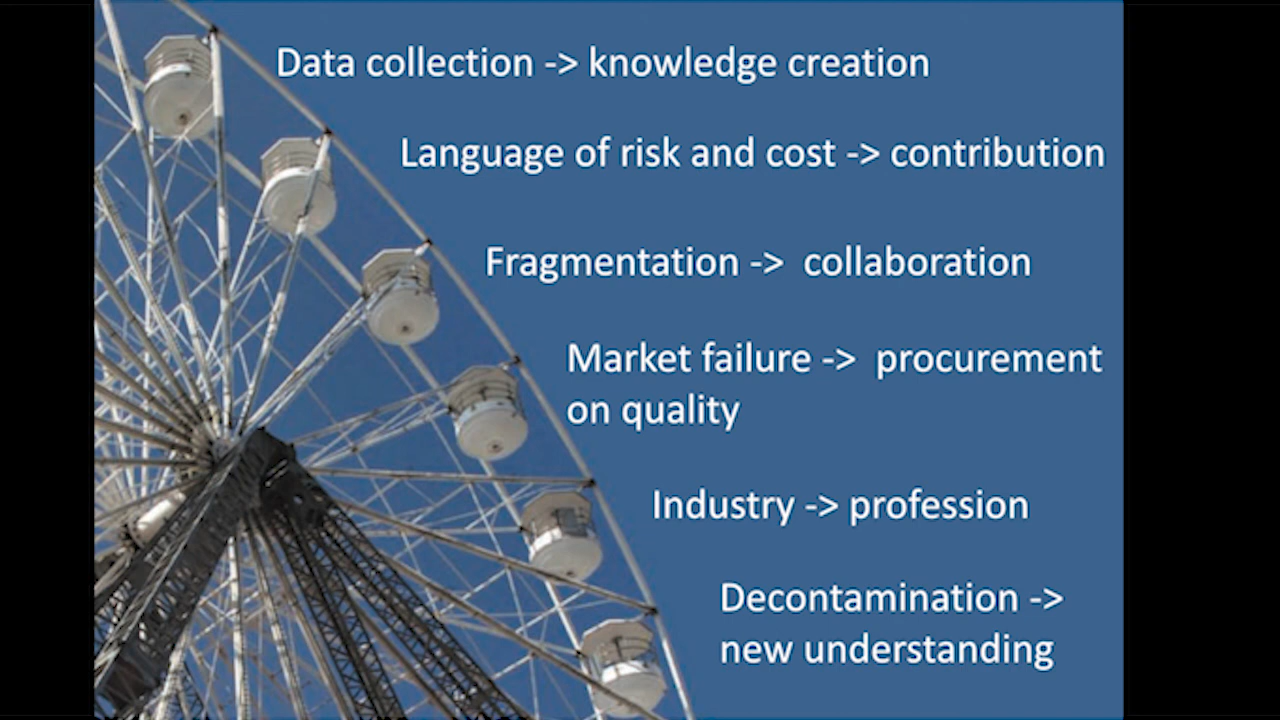 Data collection -> knowledge creation
Language of risk and cost -> contribution
Fragmentation -> collaboration
Market failure -> procurement
on quality
Industry -> profession
Decontamination ->
new understanding